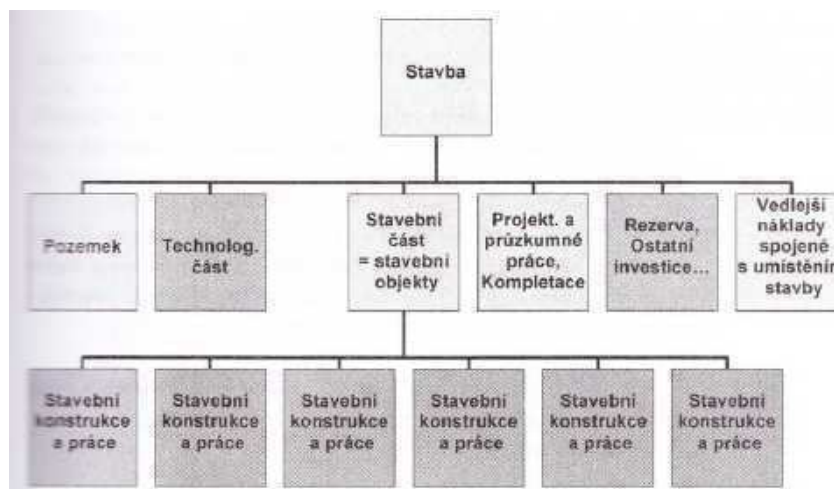 Stavba
Pozemek
Technolog.
část
Stavební
část
= stavební
objekty
Projekt. a
průzkumné
práce,
Kompletace
Rezerva,
Ostatní
investice...
Vedlejší
náklady
spojené
s umístěním
stavby
Stavební
konstrukce
a práce
Stavební
konstrukce
a práce
Stavební
konstrukce
a práce
Stavební
konstrukce
a práce
Stavební
konstrukce
a práce
Stavební
konstrukce
a práce